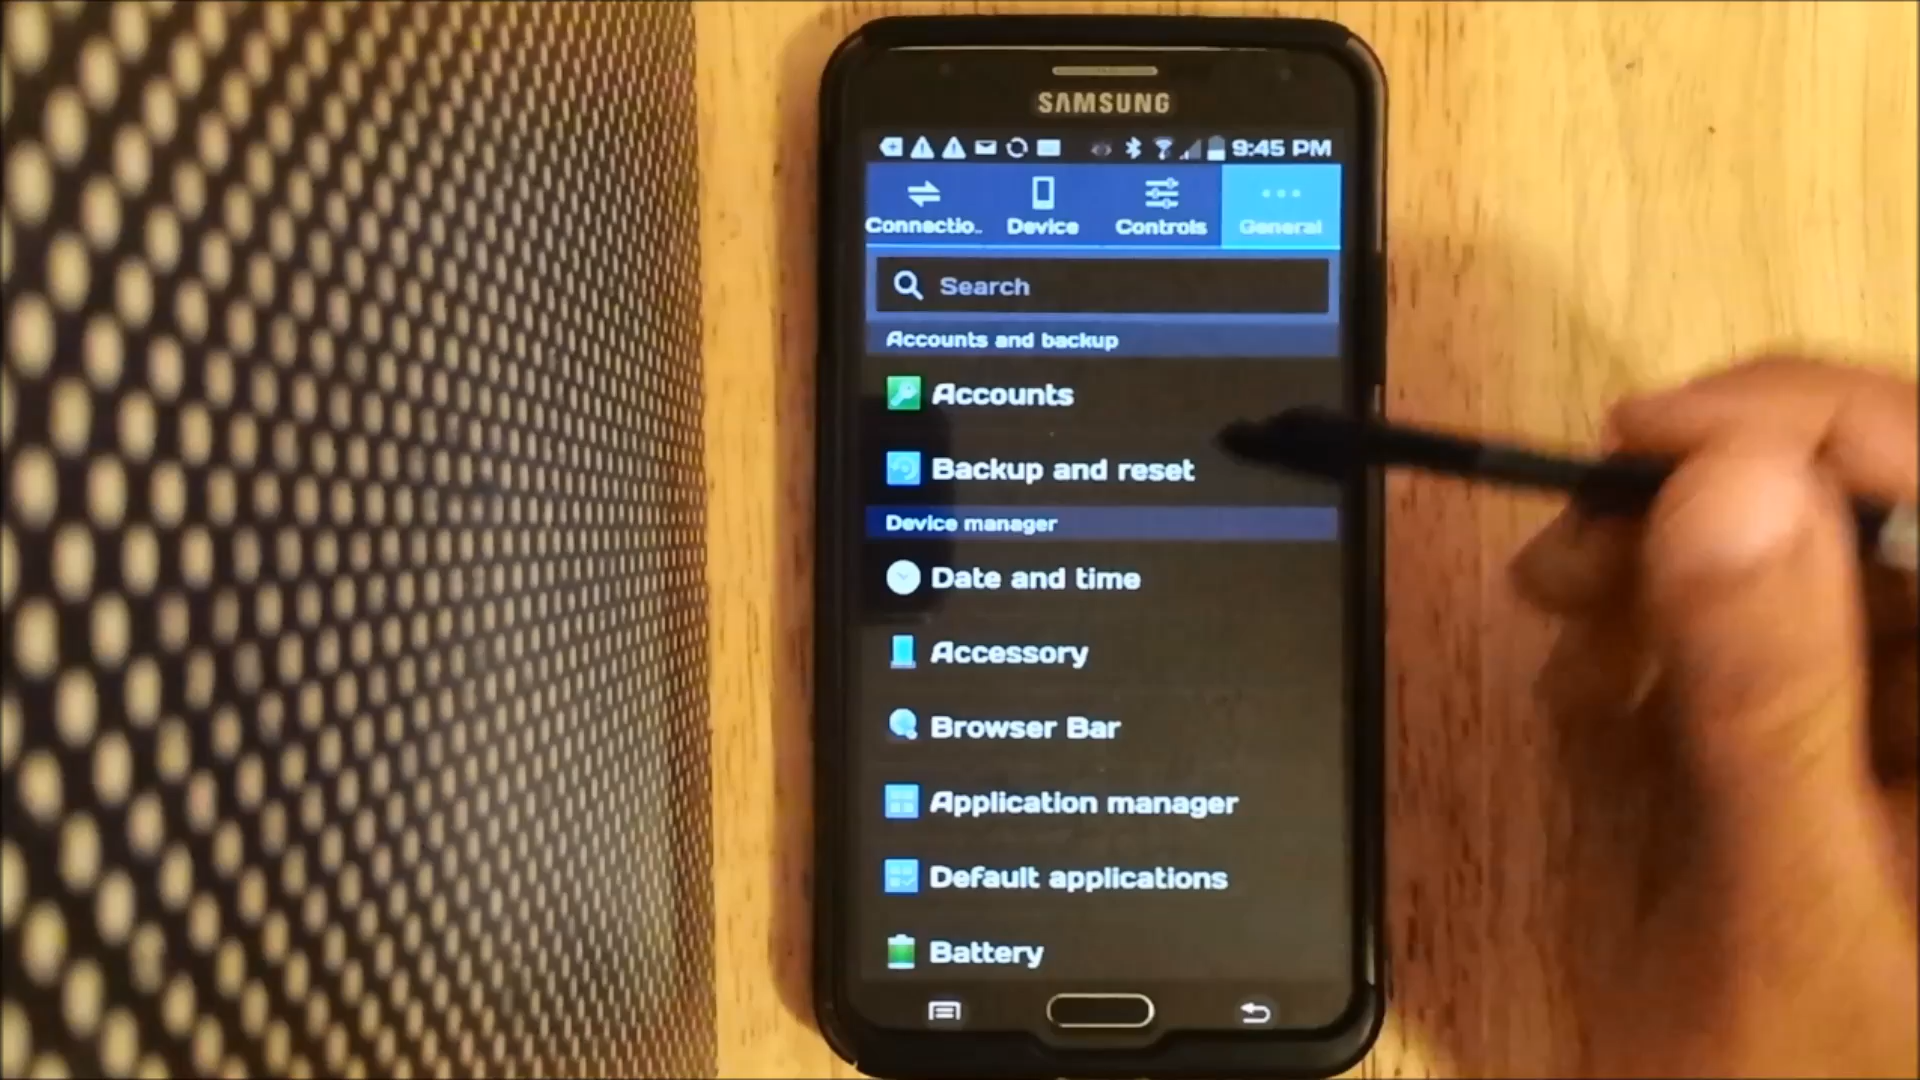 SAMSUNG
9:45 PM
Connectio.. Device Controls General
Search
Accounts and backup
Accounts
Backup and reset
Device manager
Date and time
Accessory
Browser Bar
Application manager
Default applications
Battery